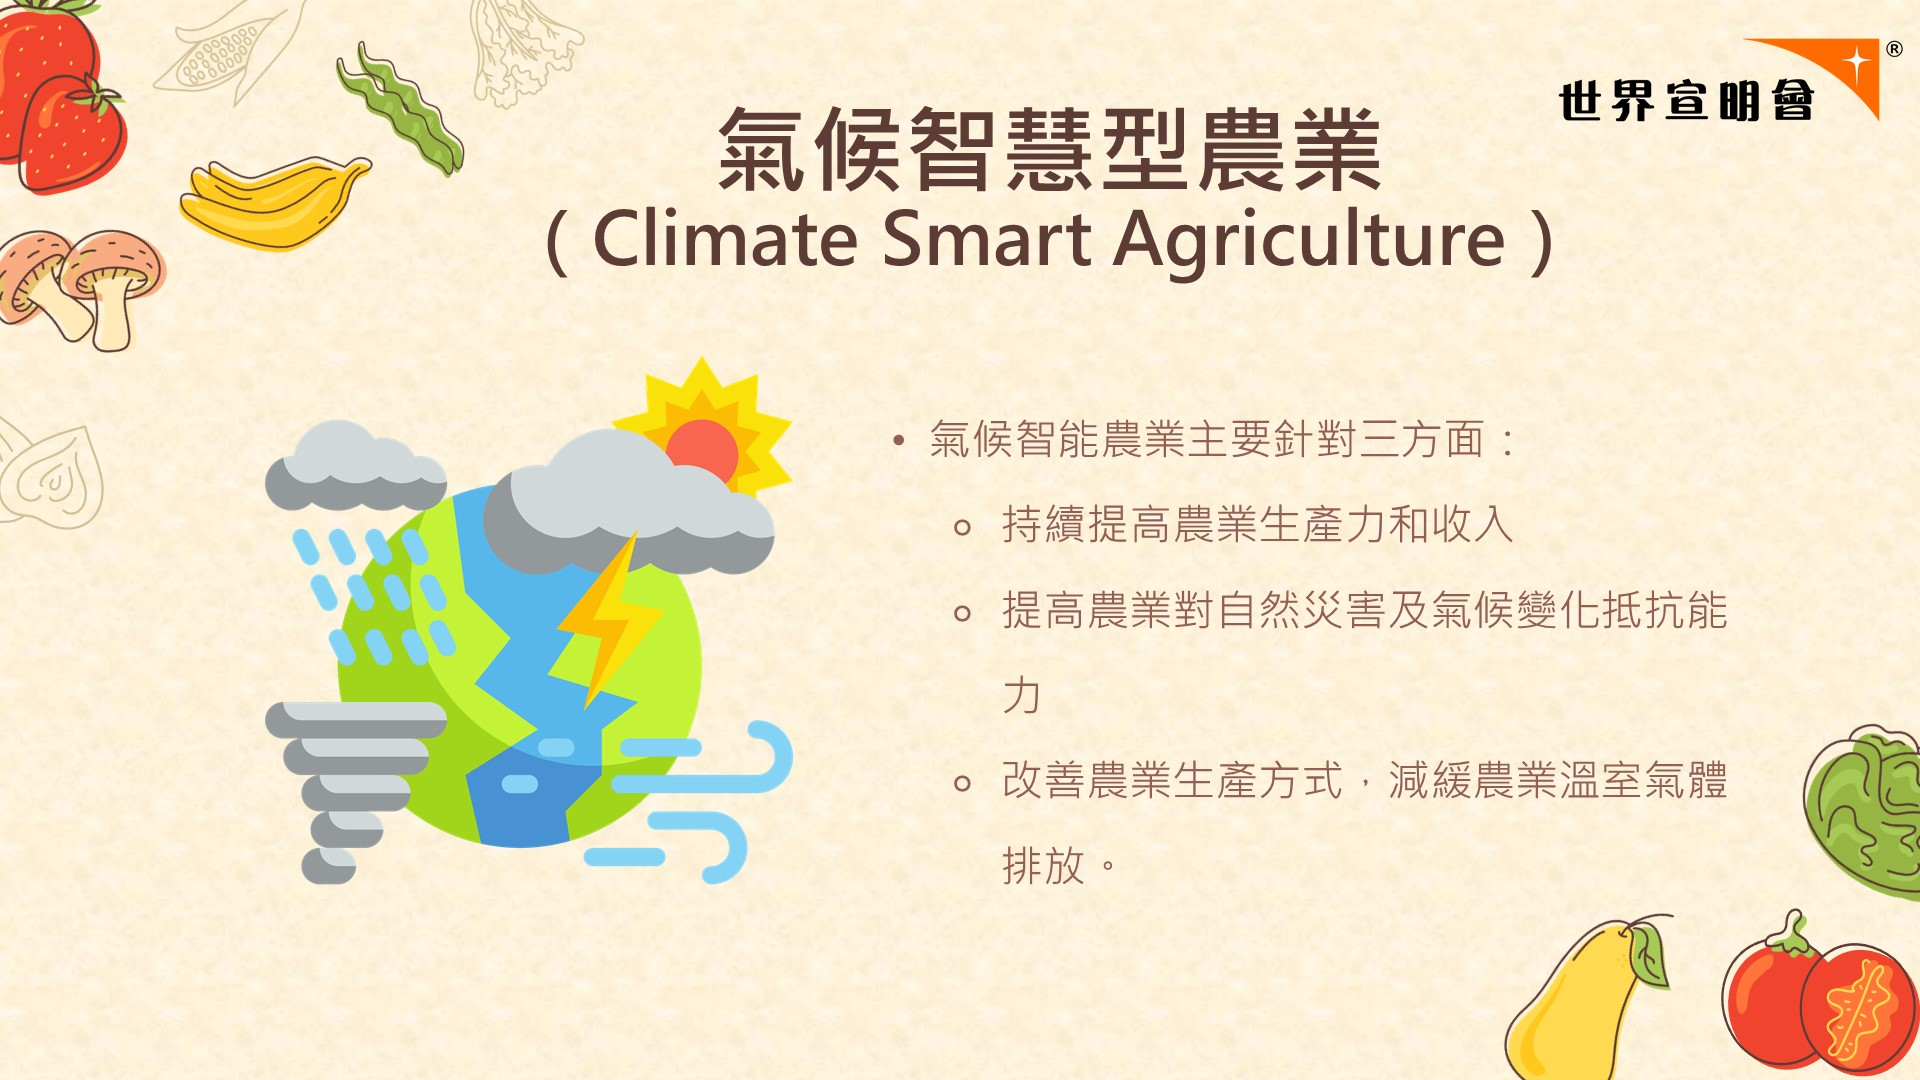 世界宣明會®
氣候智慧型農業
（Climate Smart Agriculture）
• 氣候智能農業主要針對三方面：
o 持續提高農業生產力和收入
o 提高農業對自然災害及氣候變化抵抗能
力
o 改善農業生產方式，減緩農業溫室氣體
排放。